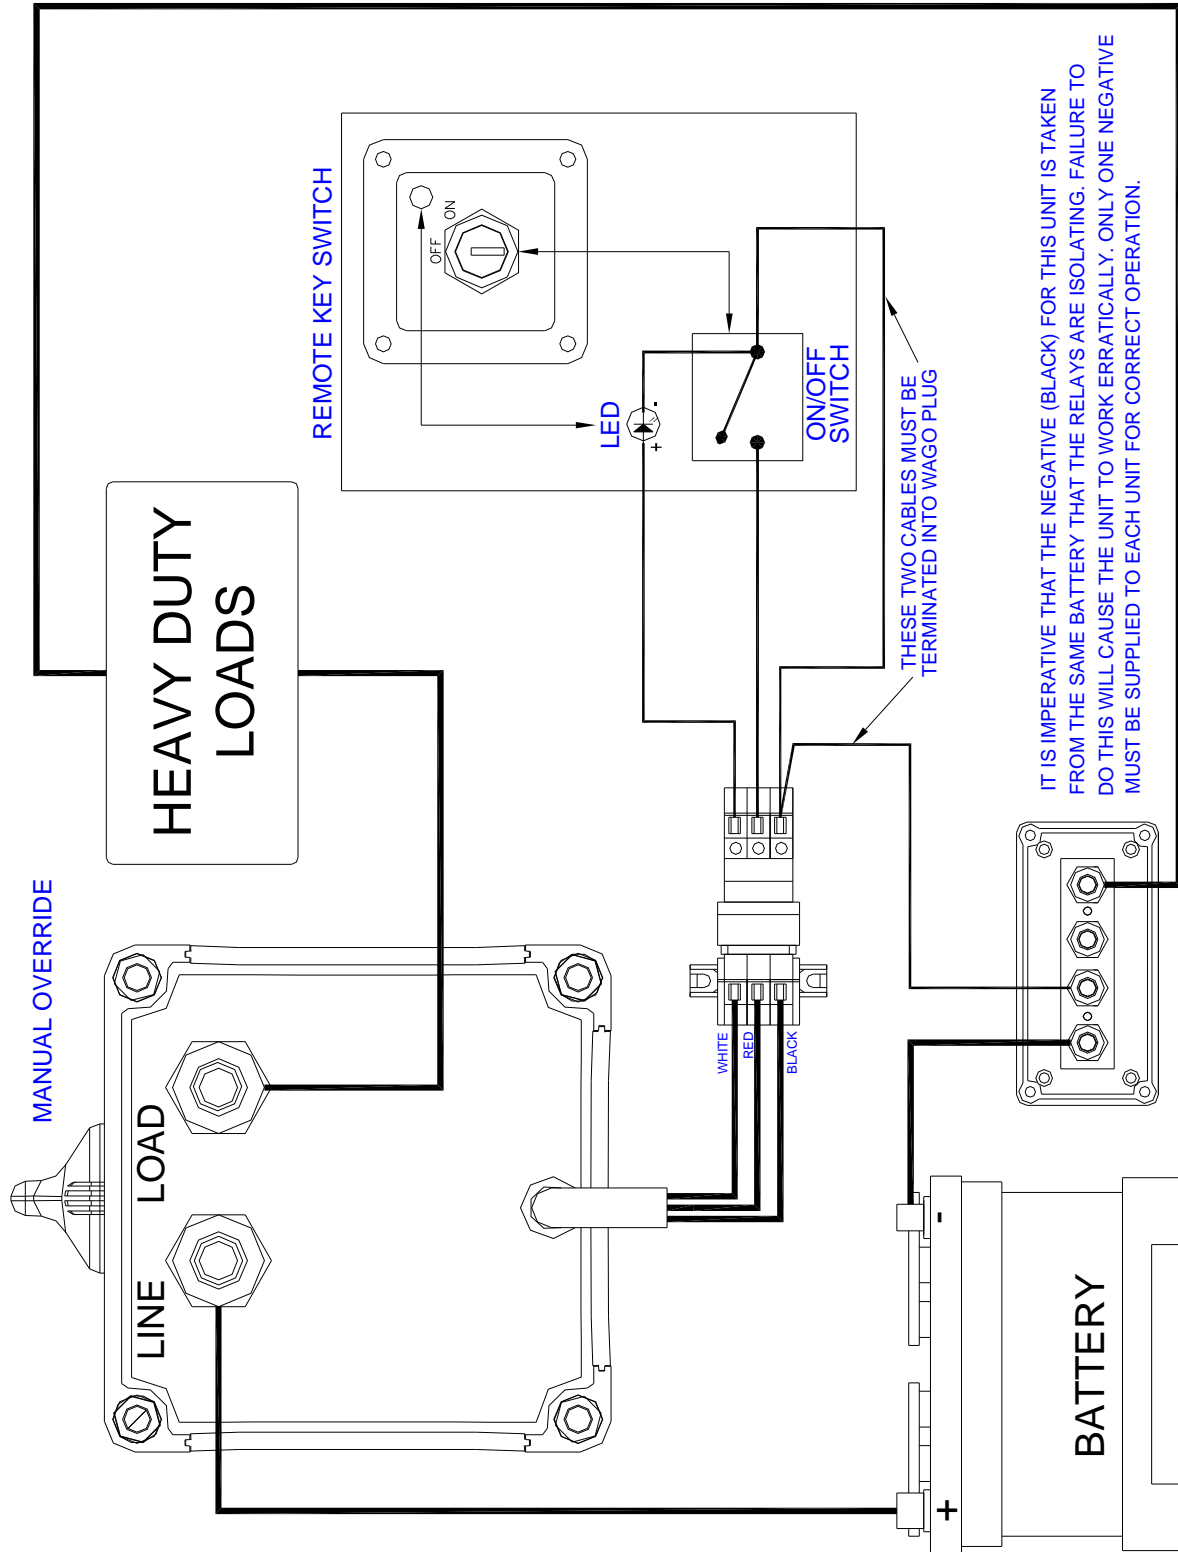 MANUAL OVERRIDE
HEAVY DUTY
LOADS
REMOTE KEY SWITCH
OFF
ON
LINE
LOAD
LED
+
-
ON/OFF
SWITCH
WHITE
RED
BLACK
THESE TWO CABLES MUST BE
TERMINATED INTO WAGO PLUG
+
-
BATTERY
IT IS IMPERATIVE THAT THE NEGATIVE (BLACK) FOR THIS UNIT IS TAKEN
FROM THE SAME BATTERY THAT THE RELAYS ARE ISOLATING. FAILURE TO
DO THIS WILL CAUSE THE UNIT TO WORK ERRATICALLY. ONLY ONE NEGATIVE
MUST BE SUPPLIED TO EACH UNIT FOR CORRECT OPERATION.